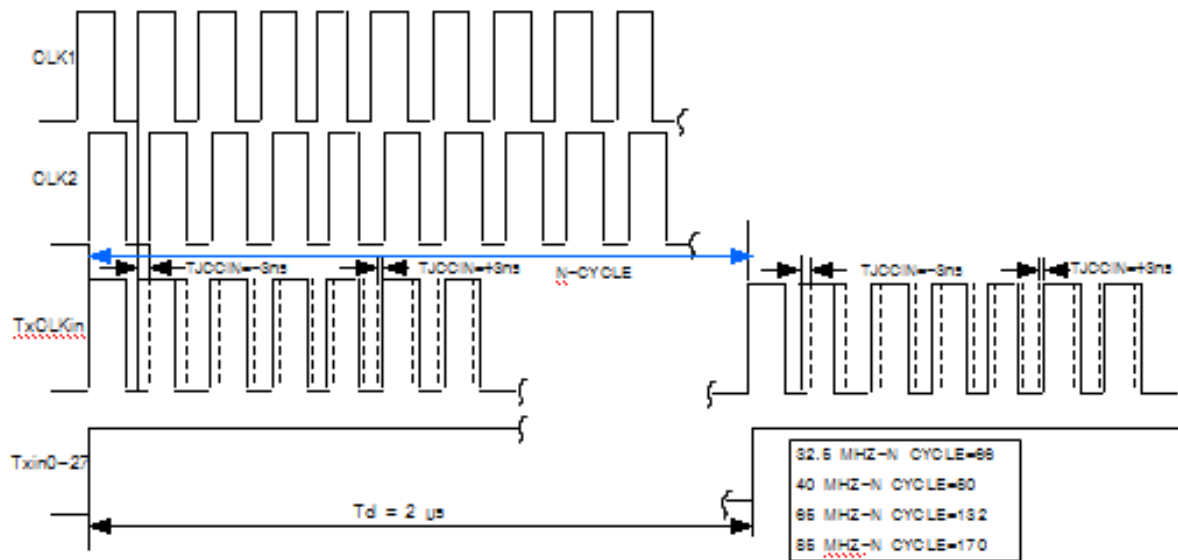 CLK1
CLK2
TJCCIN=-3ns
TJCCIN=+3ns
N-CYCLE
TJCCIN=-3ns
TJCCIN=+3ns
TxCLKin
Txin0-27
Td = 2 µs
32.5 MHZ-N CYCLE=66
40 MHZ-N CYCLE=80
65 MHZ-N CYCLE=132
85 MHZ-N CYCLE=170